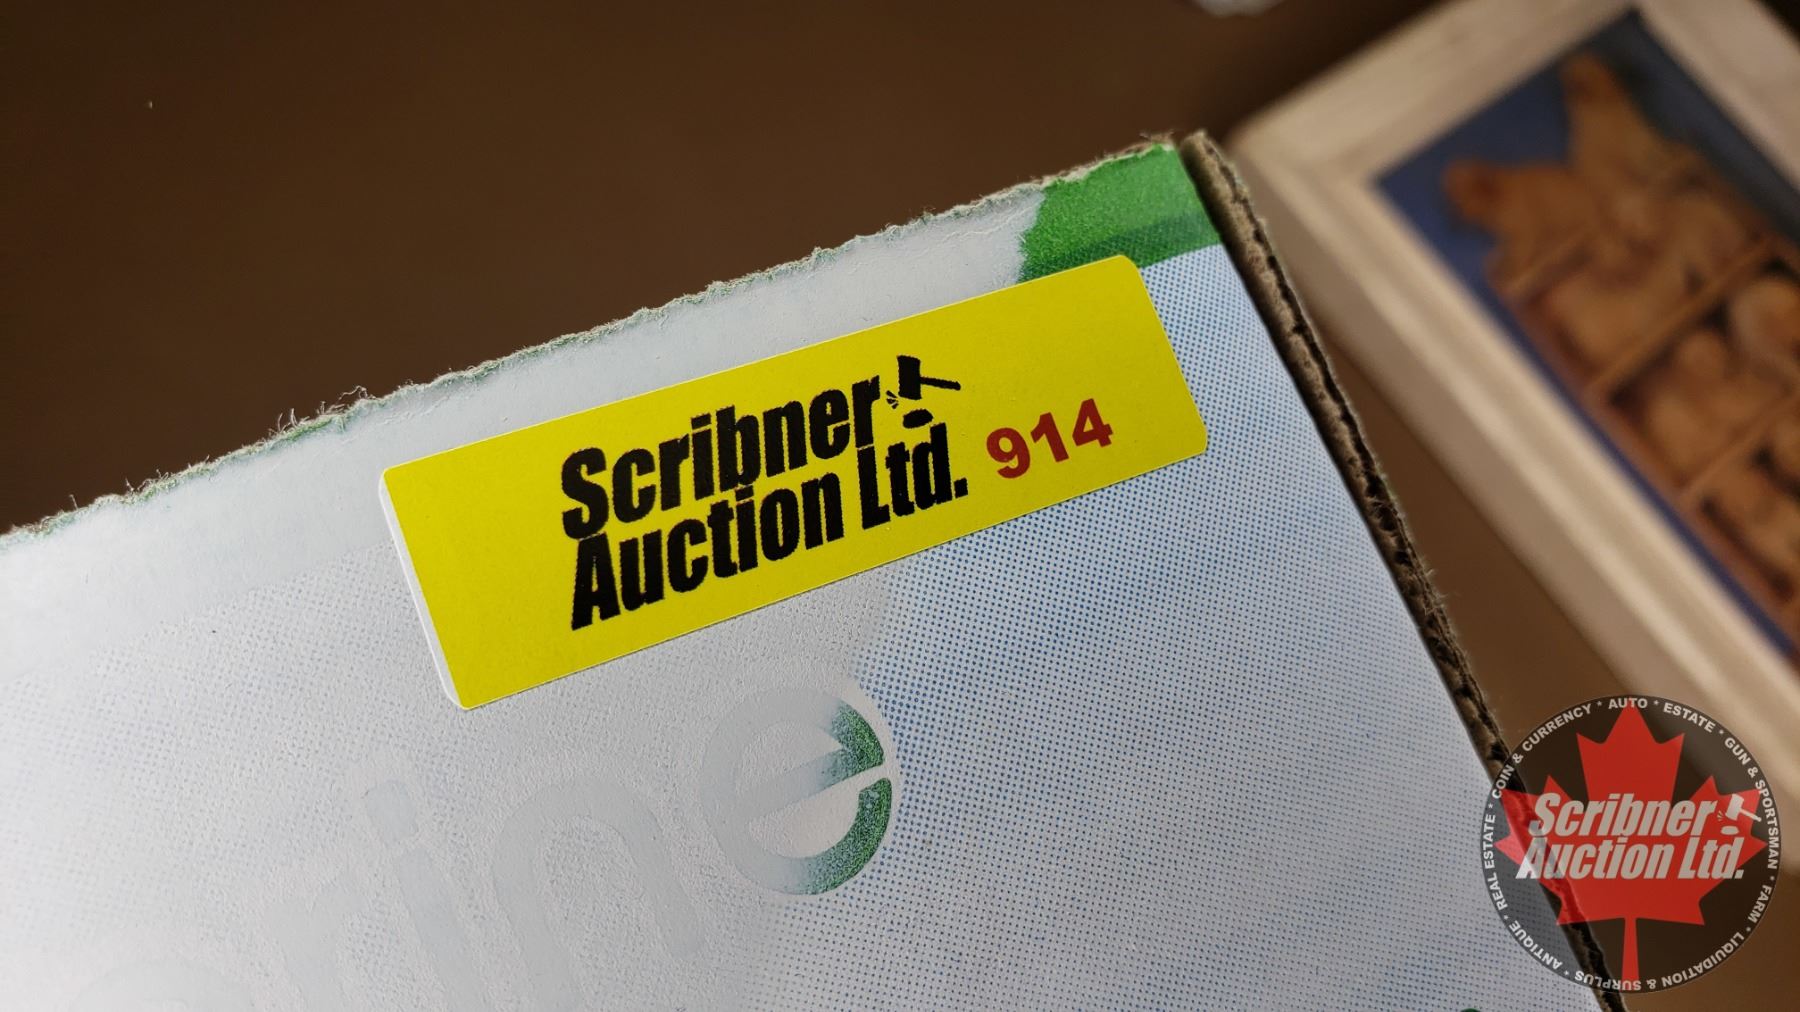 Scribner
Auction Ltd. 914
ine
COIN & CURRENCY * AUTO * ESTATE * GUN & SPORTSMAN * FARM * LIQUIDATION & SURPLUS * ANTIQUE * REAL ESTATE *
Scribner
Auction Ltd.